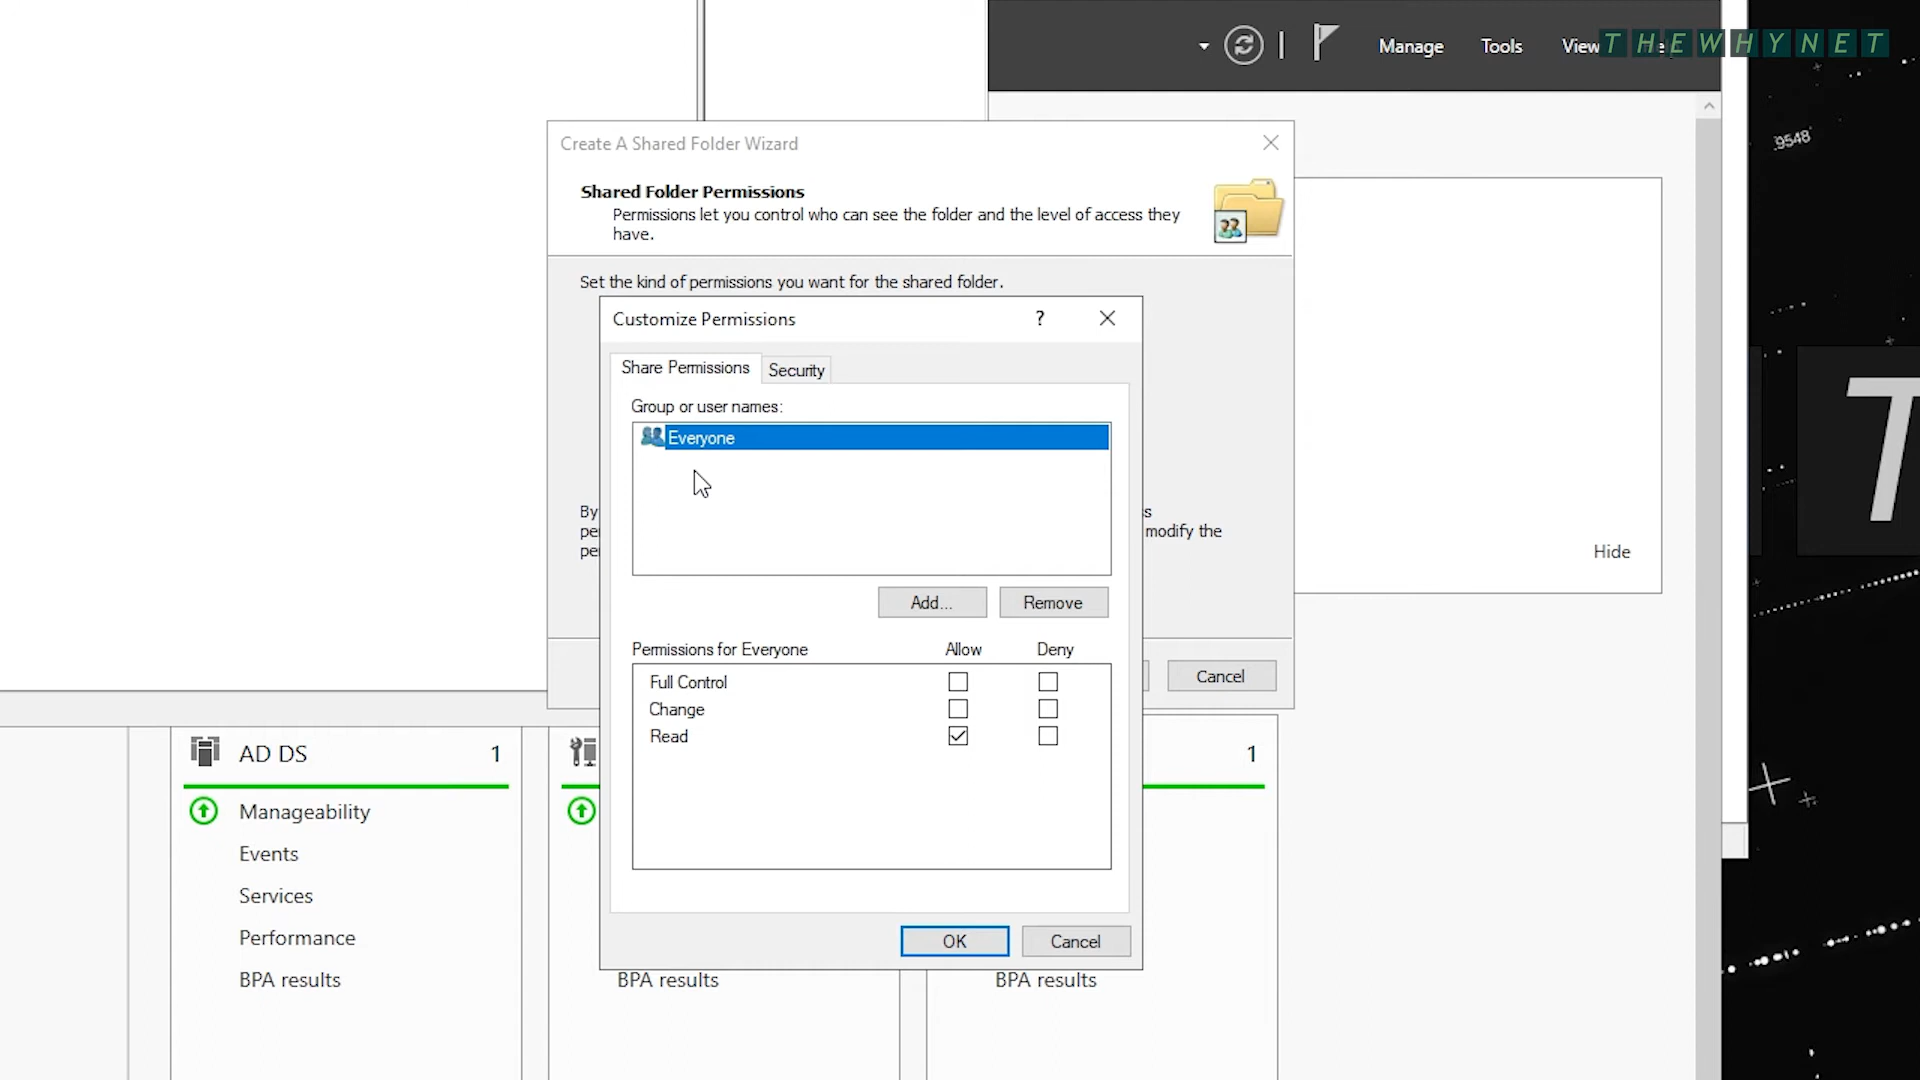 Manage
Tools
View
THEWHYNET
9548
Create A Shared Folder Wizard
Shared Folder Permissions
Permissions let you control who can see the folder and the level of access they
have.
Set the kind of permissions you want for the shared folder.
Customize Permissions
?
Share Permissions
Security
Group or user names:
Everyone
By
modify the
Hide
T
Add...
Remove
Permissions for Everyone
Allow
Deny
Full Control
Change
Read
OK
Cancel
Cancel
AD DS
1
Manageability
Events
Services
Performance
BPA results
BPA results
1
BPA results